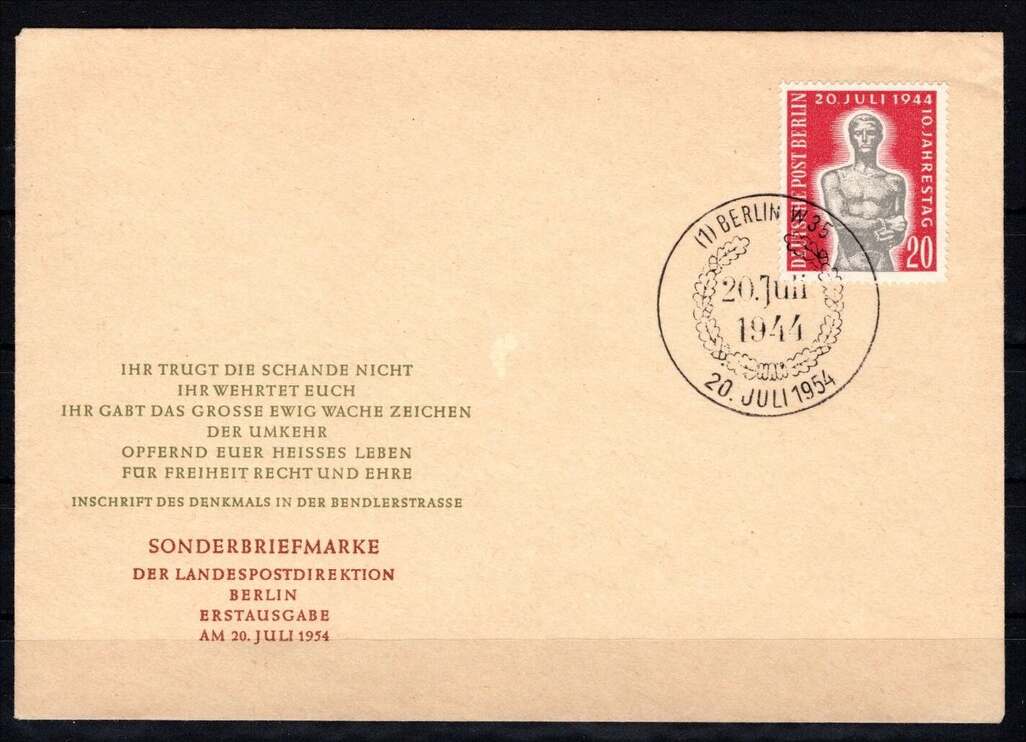 20. JULI 1944
10. JAHRESTAG
DEUTSCHE POST BERLIN
20
(1) BERLIN W 35
20. Juli
1944
20. JULI 1954
IHR TRUGT DIE SCHANDE NICHT
IHR WEHRTET EUCH
IHR GABT DAS GROSSE EWIG WACHE ZEICHEN
DER UMKEHR
OPFERND EUER HEISSES LEBEN
FÜR FREIHEIT RECHT UND EHRE
INSCHRIFT DES DENKMALS IN DER BENDLERSTRASSE
SONDERBRIEFMARKE
DER LANDESPOSTDIREKTION
BERLIN
ERSTAUSGABE
AM 20. JULI 1954